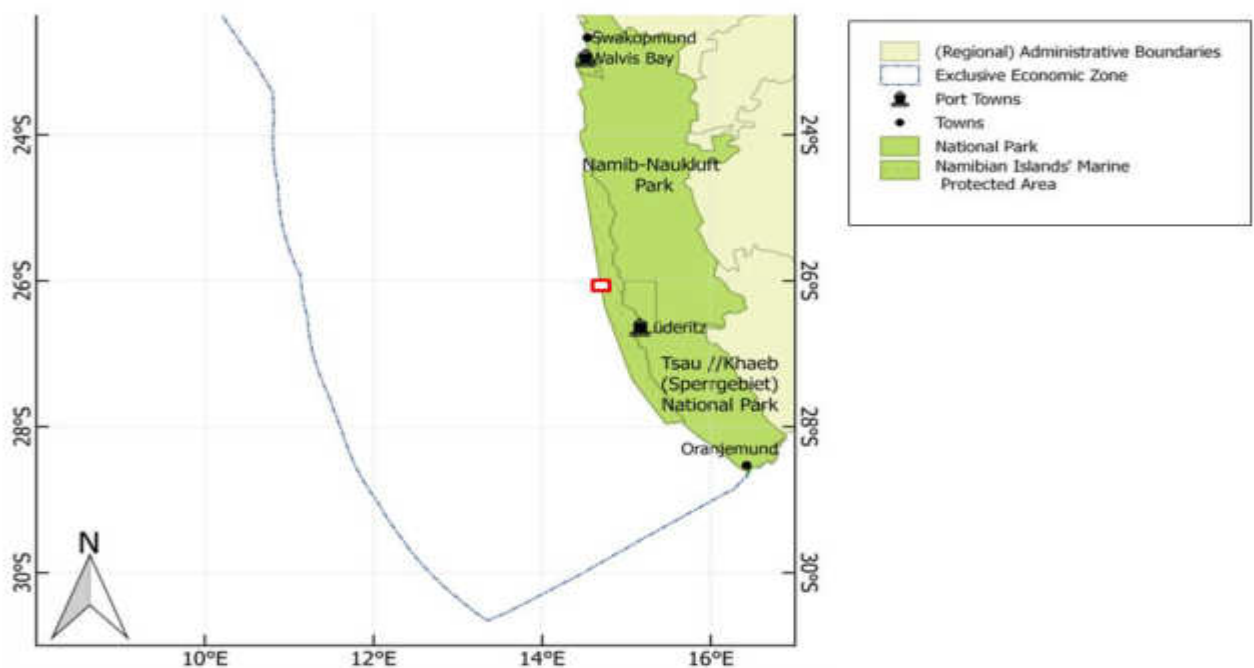 Swakopmund
Walvis Bay
24°S
24°S
Namib-Naukluft
Park
26°S
26°S
Lüderitz
Tsau //Khaeb
(Sperrgebiet)
National Park
28°S
28°S
Oranjemund
N
30°S
30°S
10°E
12°E
14°E
16°E
(Regional) Administrative Boundaries
Exclusive Economic Zone
Port Towns
Towns
National Park
Namibian Islands' Marine
Protected Area